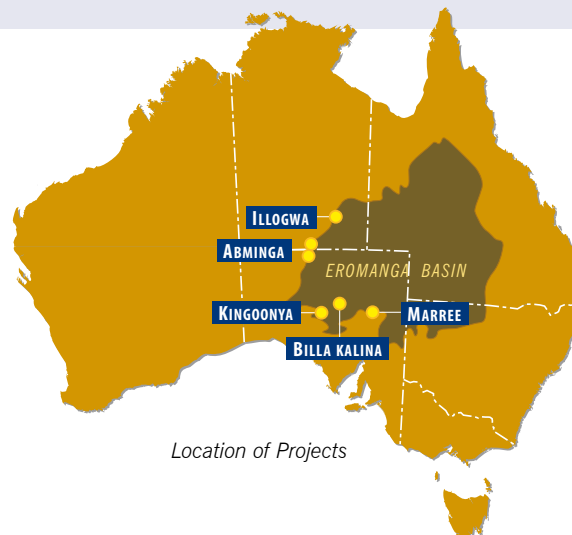 ILLOGWA
ABMINGA
EROMANGA BASIN
KINGOONYA
MARREE
BILLA KALINA
Location of Projects